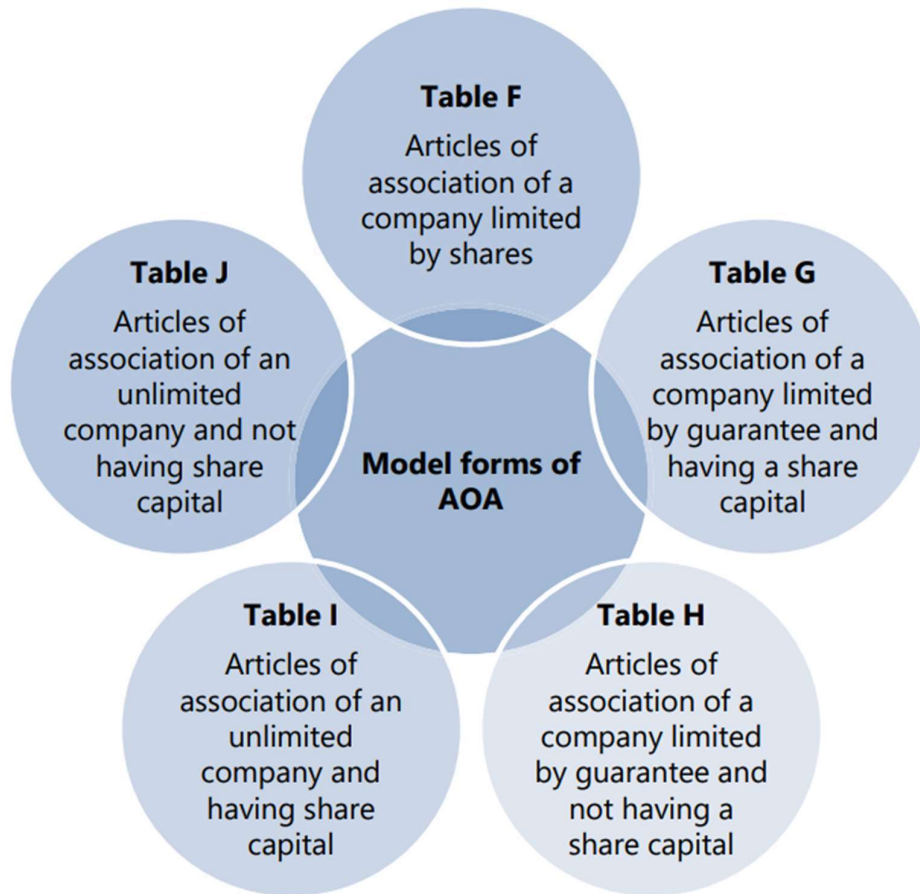 Table F
Articles of
association of a
company limited
by shares
Table G
Articles of
association of a
company limited
by guarantee and
having a share
capital
Table H
Articles of
association of a
company limited
by guarantee and
not having a
share capital
Table I
Articles of
association of an
unlimited
company and
having share
capital
Table J
Articles of
association of an
unlimited
company and not
having share
capital
Model forms of
AOA